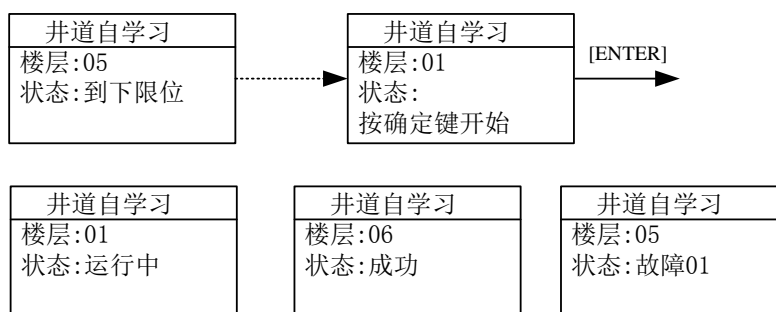 井道自学习
楼层:05
状态:到下限位
井道自学习
楼层:01
状态:
按确定键开始
[ENTER]
井道自学习
楼层:01
状态:运行中
井道自学习
楼层:06
状态:成功
井道自学习
楼层:05
状态:故障01